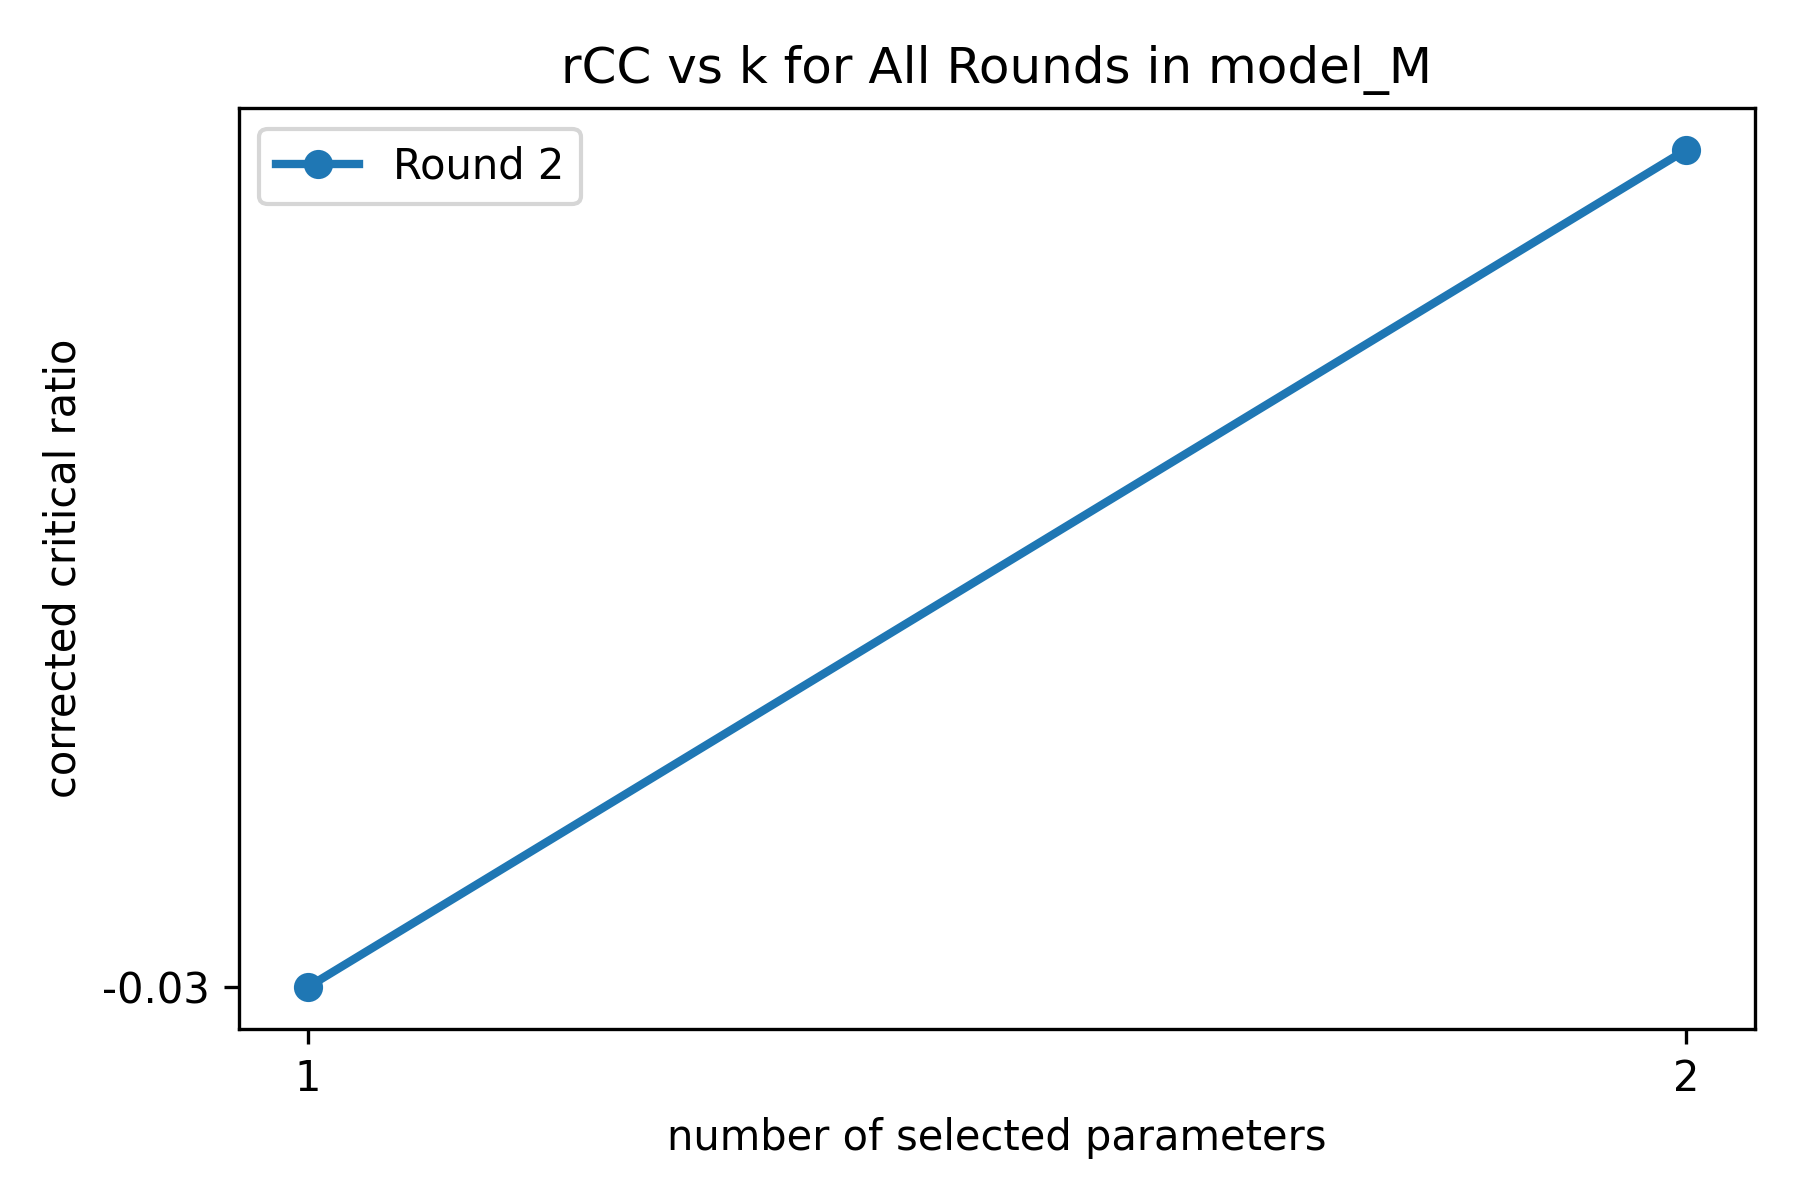 rCC vs k for All Rounds in model_M
Round 2
corrected critical ratio
-0.03
1 2
number of selected parameters